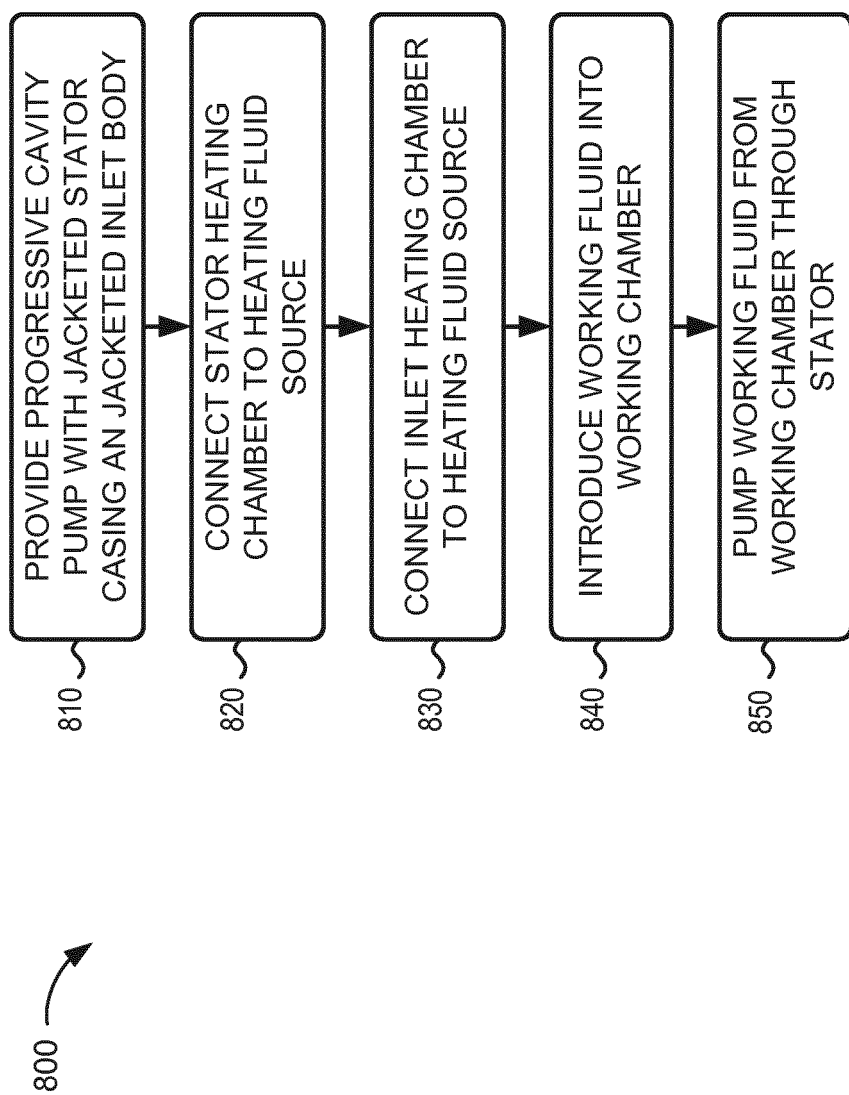 800
810
PROVIDE PROGRESSIVE CAVITY
PUMP WITH JACKETED STATOR
CASING AN JACKETED INLET BODY
820
CONNECT STATOR HEATING
CHAMBER TO HEATING FLUID
SOURCE
830
CONNECT INLET HEATING CHAMBER
TO HEATING FLUID SOURCE
840
INTRODUCE WORKING FLUID INTO
WORKING CHAMBER
850
PUMP WORKING FLUID FROM
WORKING CHAMBER THROUGH
STATOR